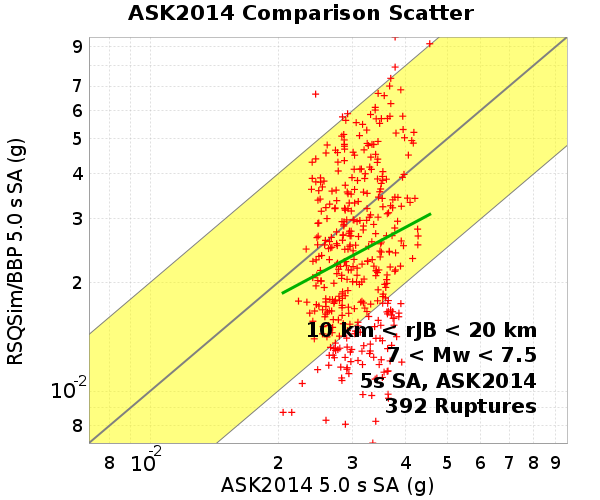 ASK2014 Comparison Scatter
RSQSim/BBP 5.0 s SA (g)
9
7
6
5
4
3
2
10-2
8
10 km < rJB < 20 km
7 < Mw < 7.5
5s SA, ASK2014
392 Ruptures
8 10-2 2 3 4 5 6 7 8 9
ASK2014 5.0 s SA (g)